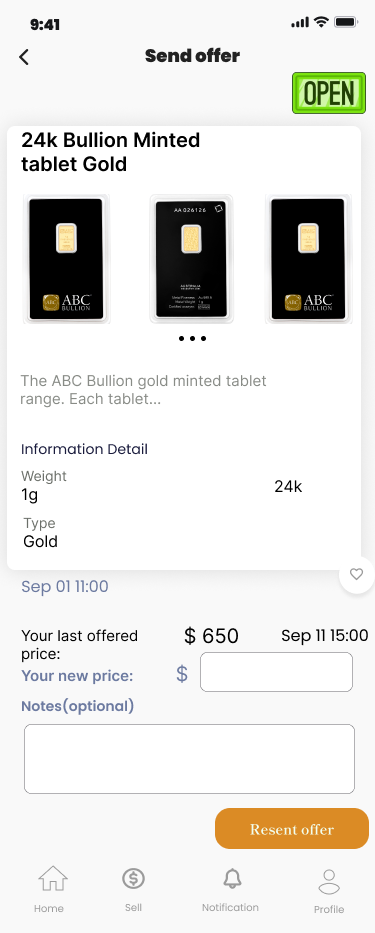 9:41
Send offer
OPEN
24k Bullion Minted
tablet Gold
AA 026126
AUSTRALIA
ABC
BULLION
ABC
BULLION
The ABC Bullion gold minted tablet
range. Each tablet...
Information Detail
Weight
1g
24k
Type
Gold
Sep 01 11:00
Your last offered
price:
$ 650
Sep 11 15:00
Your new price:
$
Notes(optional)
Resent offer
Home
Sell
Notification
Profile